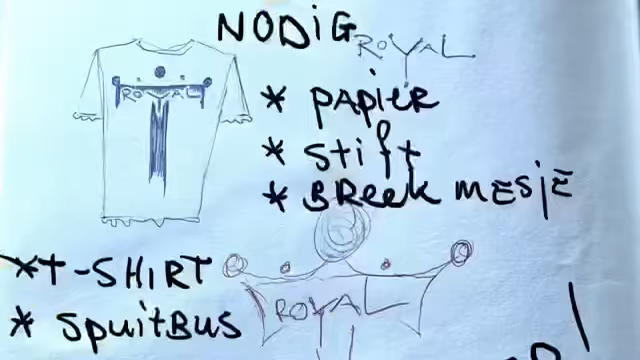 NODiG
ROYAL
* PAPiER
ROYAL
* stift
* BReek MESjE
*T-SHIRT
ROYAL
* SpuitBUS